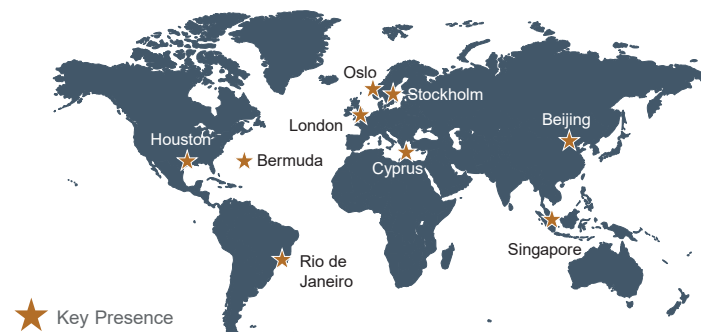 Oslo
Stockholm
London
Beijing
Houston
Bermuda
Cyprus
Singapore
Rio de
Janeiro
Key Presence